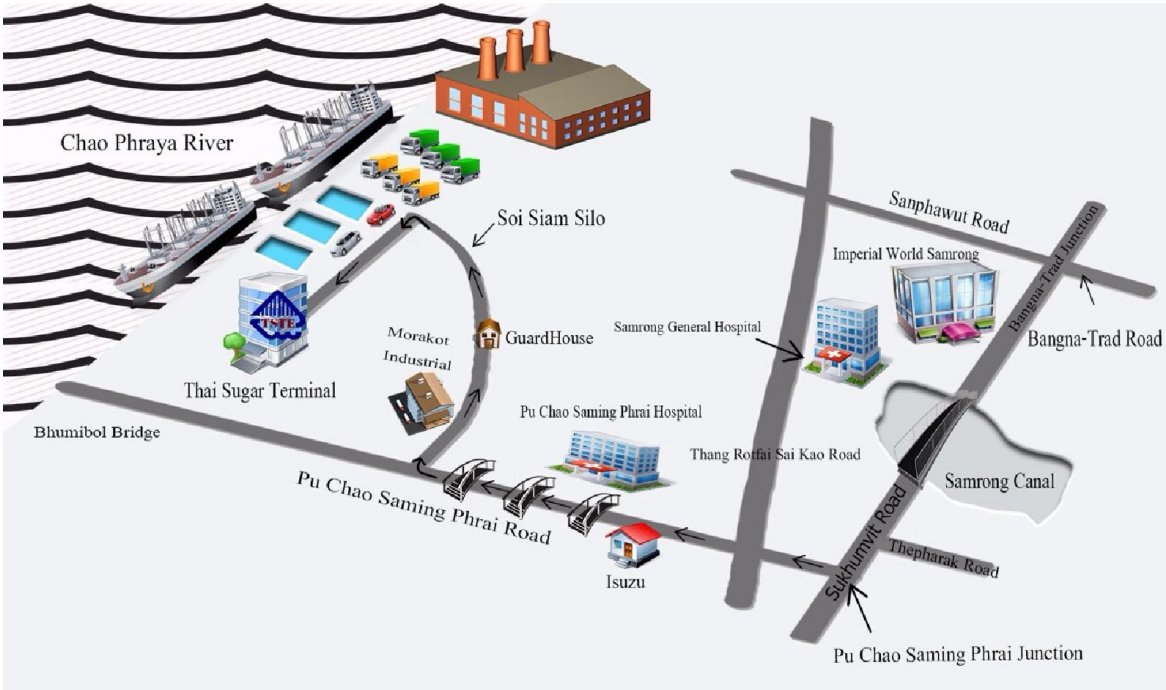 Chao Phraya River
Soi Siam Silo
Sanphawut Road
Imperial World Samrong
Bangna-Trad Junction
Samrong General Hospital
Bangna-Trad Road
TSTE
Morakot
Industrial
GuardHouse
Thai Sugar Terminal
Pu Chao Saming Phrai Hospital
Bhumibol Bridge
Thang Rotfai Sai Kao Road
Samrong Canal
Pu Chao Saming Phrai Road
Sukhumvit Road
Thepharak Road
Isuzu
Pu Chao Saming Phrai Junction